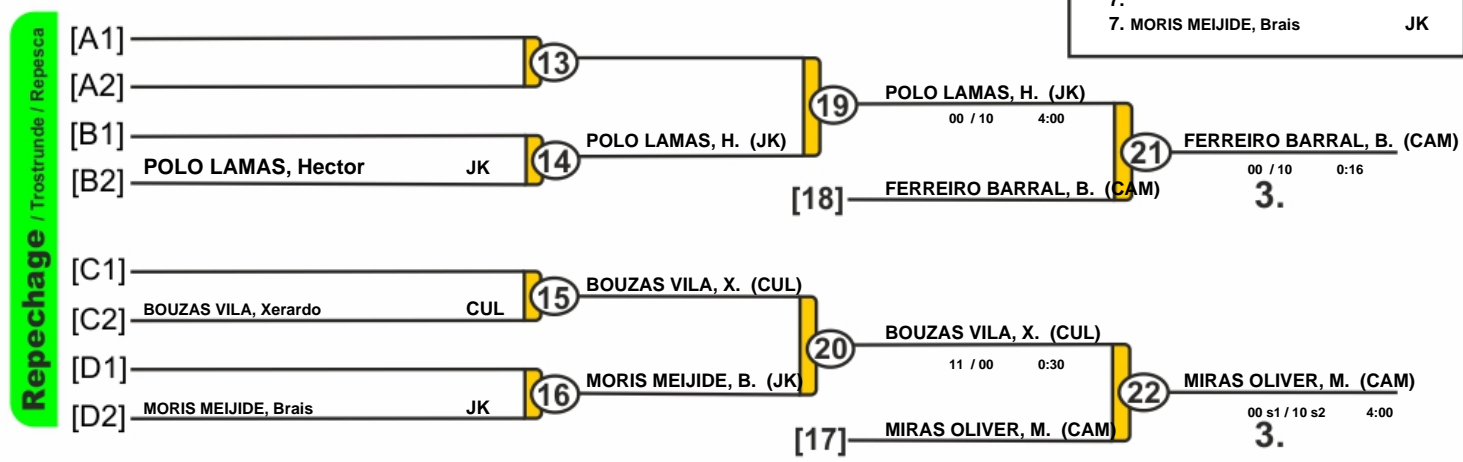 7.
7. MORIS MEIJIDE, Brais JK
Repechage / Trostrunde / Repesca
[A1]
13
[A2]
19
POLO LAMAS, H. (JK)
00 / 10 4:00
[B1]
14
POLO LAMAS, H. (JK)
[B2] POLO LAMAS, Hector JK
21
FERREIRO BARRAL, B. (CAM)
00 / 10 0:16
3.
[18] FERREIRO BARRAL, B. (CAM)
[C1]
15
BOUZAS VILA, X. (CUL)
[C2] BOUZAS VILA, Xerardo CUL
20
BOUZAS VILA, X. (CUL)
11 / 00 0:30
[D1]
16
MORIS MEIJIDE, B. (JK)
[D2] MORIS MEIJIDE, Brais JK
22
MIRAS OLIVER, M. (CAM)
00 s1 / 10 s2 4:00
3.
[17] MIRAS OLIVER, M. (CAM)